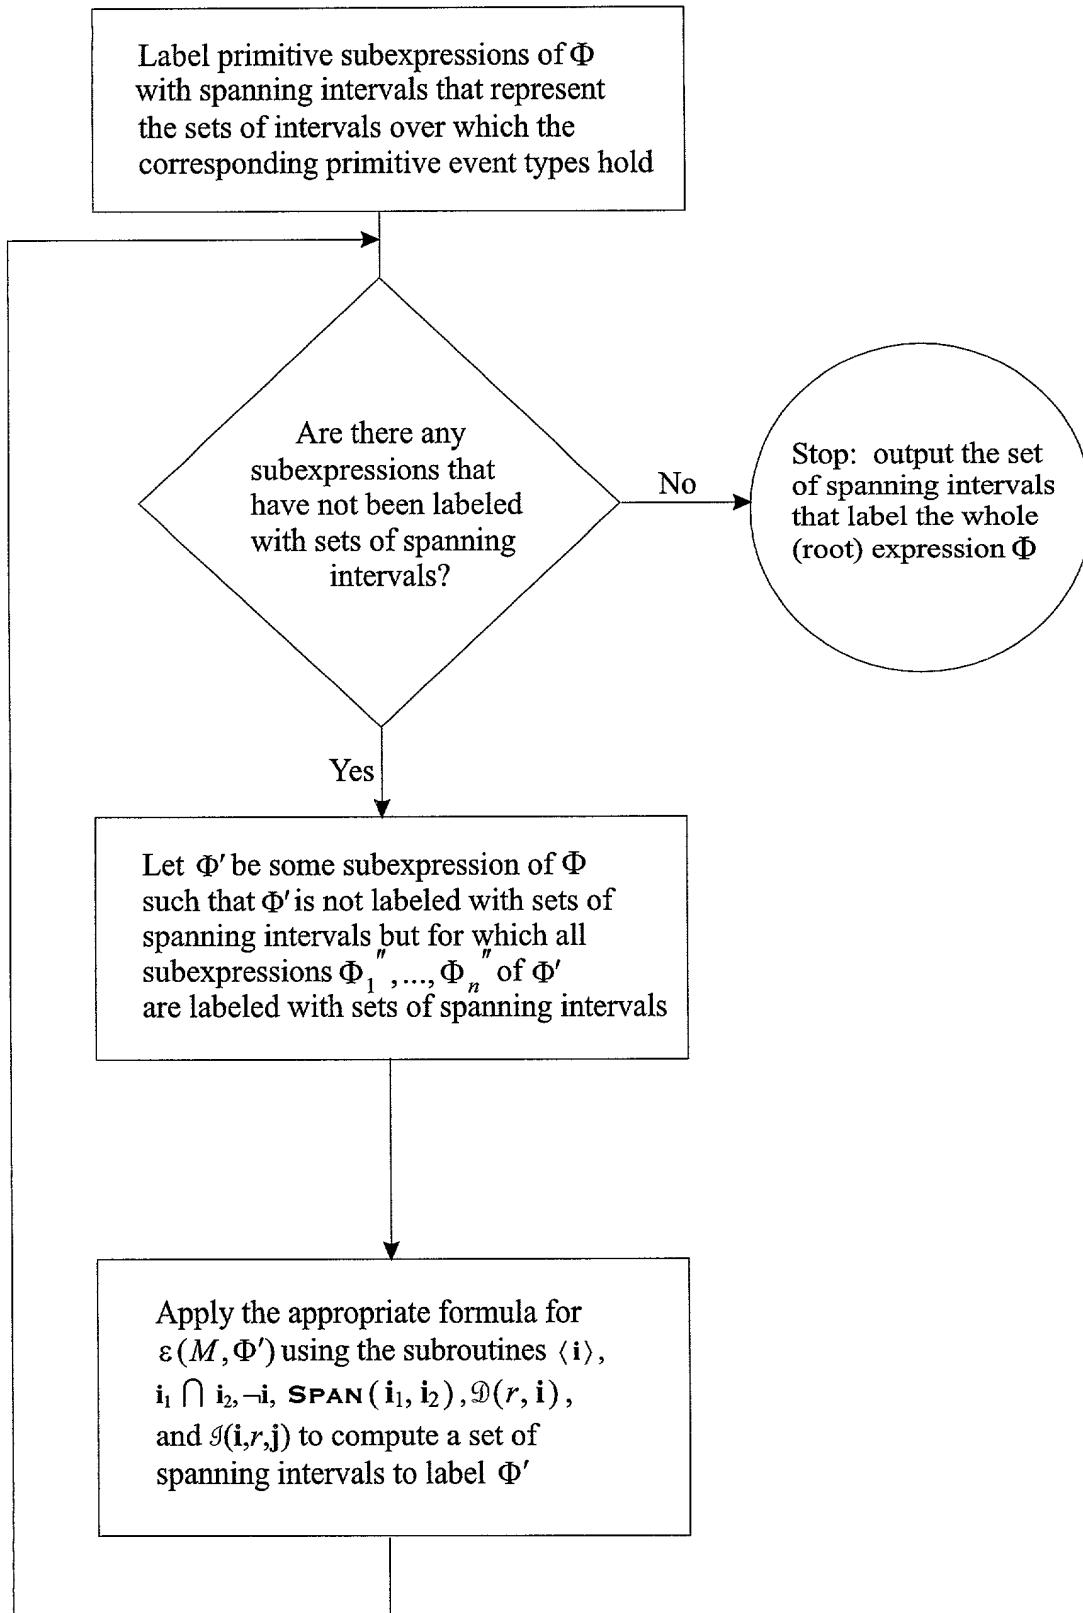 Label primitive subexpressions of Φ
with spanning intervals that represent
the sets of intervals over which the
corresponding primitive event types hold
Are there any
subexpressions that
have not been labeled
with sets of spanning
intervals?
No
Stop: output the set
of spanning intervals
that label the whole
(root) expression Φ
Yes
Let Φ′ be some subexpression of Φ
such that Φ′ is not labeled with sets of
spanning intervals but for which all
subexpressions Φ₁″,..., Φₙ″ of Φ′
are labeled with sets of spanning intervals
Apply the appropriate formula for
ε(M,Φ′) using the subroutines ⟨i⟩,
i₁ ⋂ i₂,¬i, SPAN(i₁, i₂),𝒟(r, i),
and ℐ(i,r,j) to compute a set of
spanning intervals to label Φ′